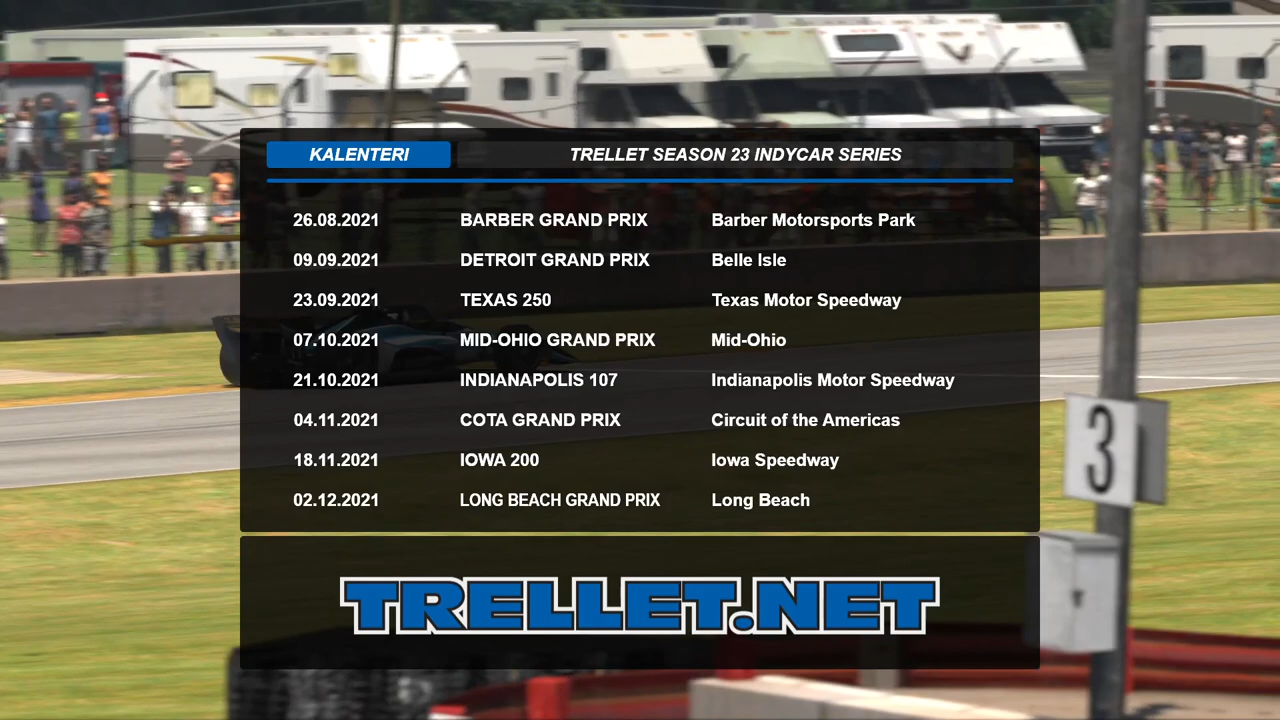 KALENTERI TRELLET SEASON 23 INDYCAR SERIES
26.08.2021 BARBER GRAND PRIX Barber Motorsports Park
09.09.2021 DETROIT GRAND PRIX Belle Isle
23.09.2021 TEXAS 250 Texas Motor Speedway
07.10.2021 MID-OHIO GRAND PRIX Mid-Ohio
21.10.2021 INDIANAPOLIS 107 Indianapolis Motor Speedway
04.11.2021 COTA GRAND PRIX Circuit of the Americas
18.11.2021 IOWA 200 Iowa Speedway
02.12.2021 LONG BEACH GRAND PRIX Long Beach
3
TRELLET.NET